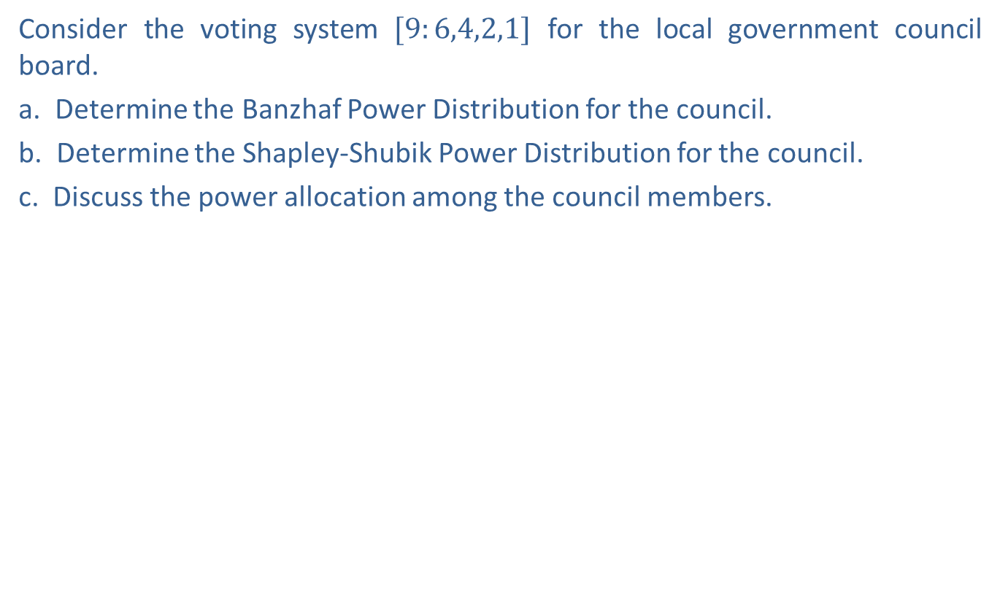 Consider the voting system [9: 6,4,2,1] for the local government council
board.
a. Determine the Banzhaf Power Distribution for the council.
b. Determine the Shapley-Shubik Power Distribution for the council.
c. Discuss the power allocation among the council members.